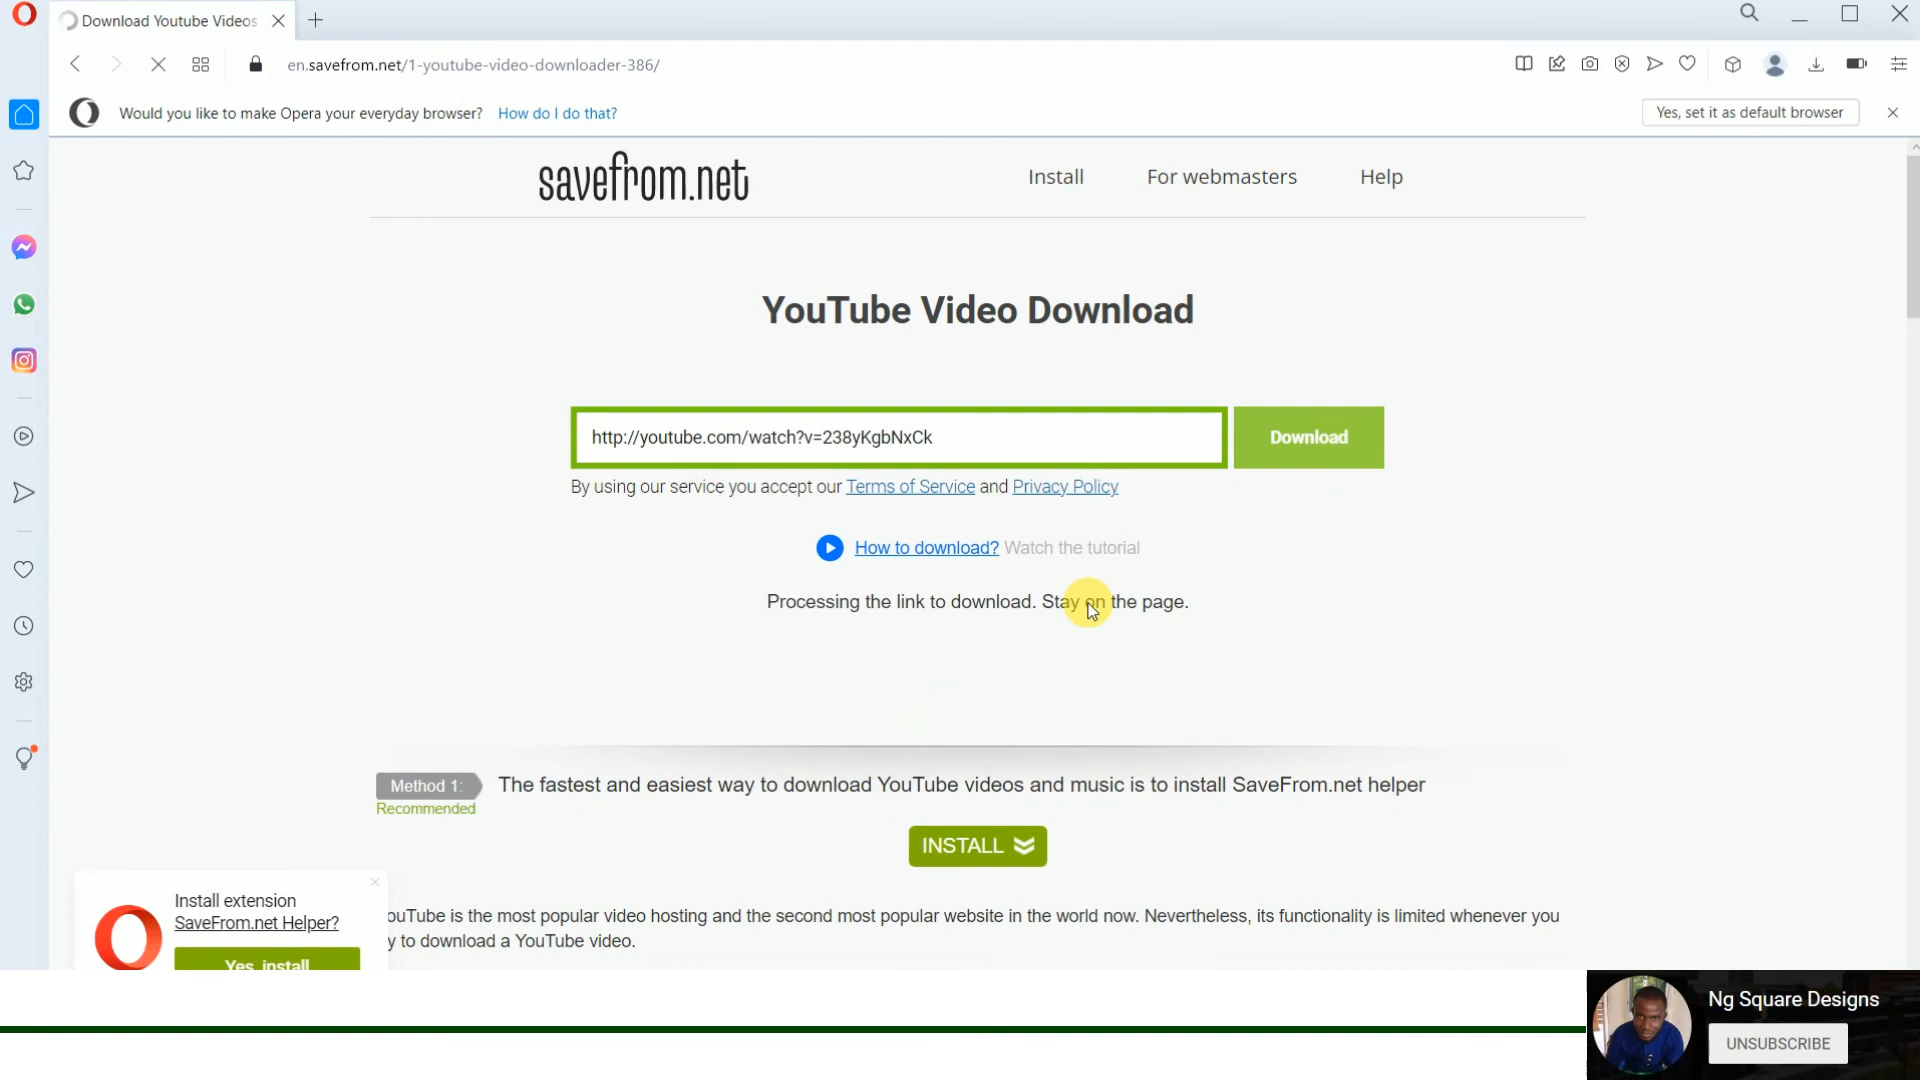 Download Youtube Videos
en.savefrom.net/1-youtube-video-downloader-386/
Would you like to make Opera your everyday browser? How do I do that?
Yes, set it as default browser
savefrom.net
Install
For webmasters
Help
YouTube Video Download
http://youtube.com/watch?v=238yKgbNxCk
Download
By using our service you accept our Terms of Service and Privacy Policy
How to download? Watch the tutorial
Processing the link to download. Stay on the page.
Method 1:
Recommended
The fastest and easiest way to download YouTube videos and music is to install SaveFrom.net helper
INSTALL
Install extension
SaveFrom.net Helper?
Yes, install
ouTube is the most popular video hosting and the second most popular website in the world now. Nevertheless, its functionality is limited whenever you
y to download a YouTube video.
Ng Square Designs
UNSUBSCRIBE